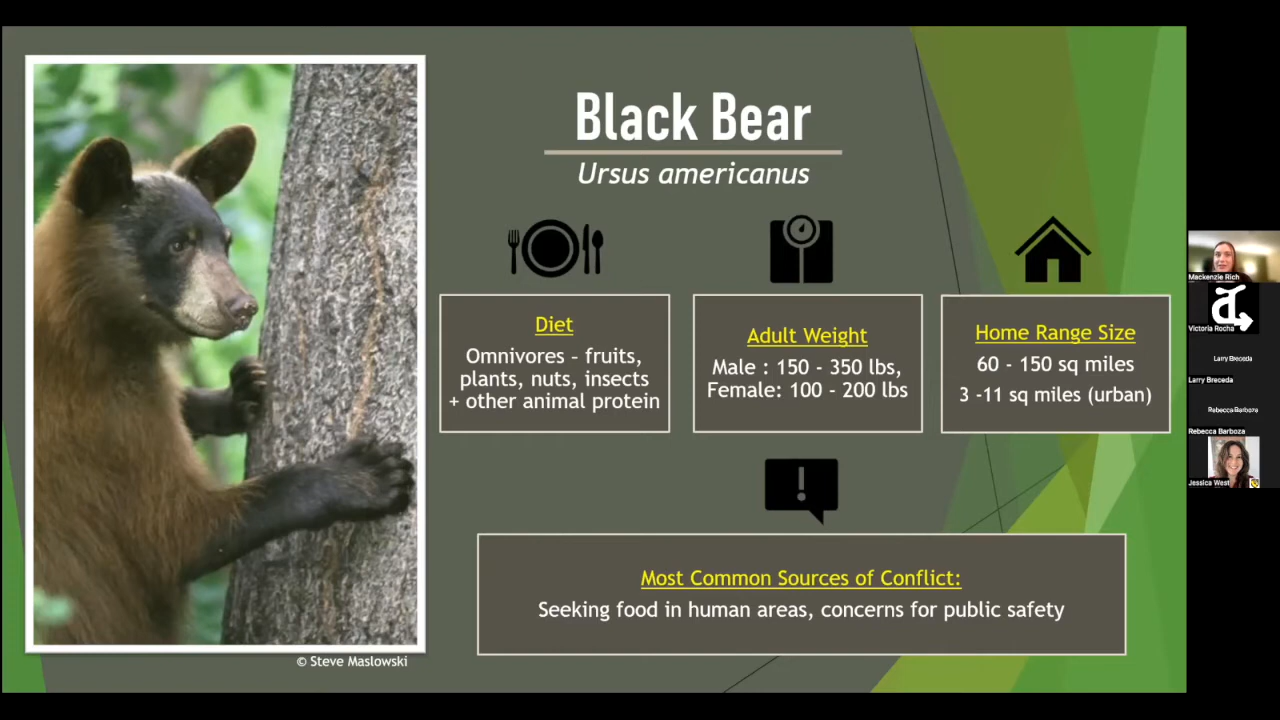 Black Bear
Ursus americanus
Diet
Omnivores - fruits,
plants, nuts, insects
+ other animal protein
Adult Weight
Male : 150 - 350 lbs,
Female: 100 - 200 lbs
Home Range Size
60 - 150 sq miles
3 -11 sq miles (urban)
!
Most Common Sources of Conflict:
Seeking food in human areas, concerns for public safety
© Steve Maslowski
Mackenzie Rich
a
Victoria Rocha
Larry Breceda
Larry Breceda
Rebecca Barboza
Rebecca Barboza
Jessica West